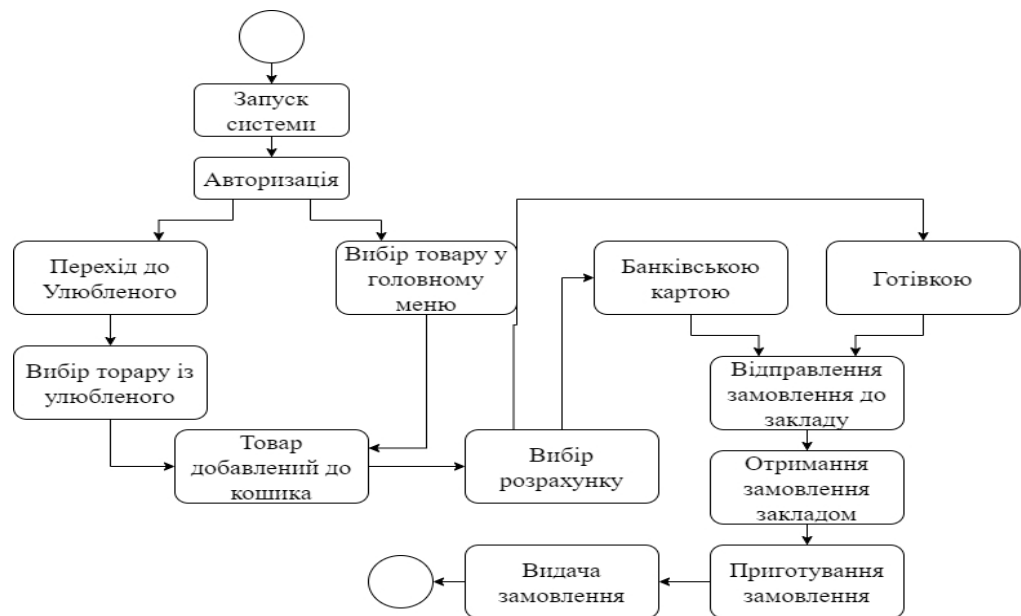 Запуск
системи
Авторизація
Перехід до
Улюбленого
Вибір товару у
головному
меню
Банківською
картою
Готівкою
Вибір торару із
улюбленого
Відправлення
замовлення до
закладу
Товар
добавлений до
кошика
Вибір
розрахунку
Отримання
замовлення
закладом
Видача
замовлення
Приготування
замовлення